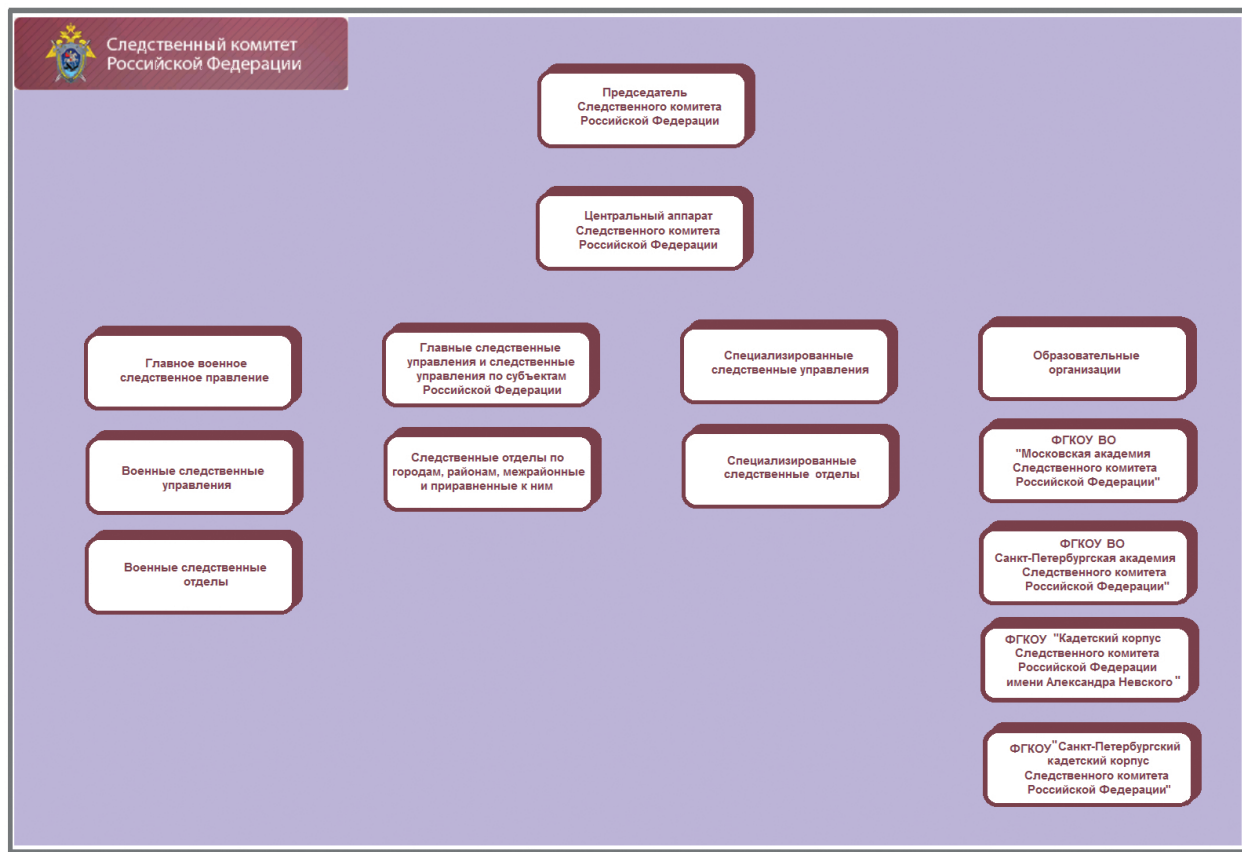 Следственный комитет
Российской Федерации
Председатель
Следственного комитета
Российской Федерации
Центральный аппарат
Следственного комитета
Российской Федерации
Главное военное
следственное правление
Военные следственные
управления
Военные следственные
отделы
Главные следственные
управления и следственные
управления по субъектам
Российской Федерации
Следственные отделы по
городам, районам, межрайонные
и приравненные к ним
Специализированные
следственные управления
Специализированные
следственные отделы
Образовательные
организации
ФГКОУ ВО
"Московская академия
Следственного комитета
Российской Федерации"
ФГКОУ ВО
Санкт-Петербургская академия
Следственного комитета
Российской Федерации"
ФГКОУ "Кадетский корпус
Следственного комитета
Российской Федерации
имени Александра Невского "
ФГКОУ"Санкт-Петербургский
кадетский корпус
Следственного комитета
Российской Федерации"